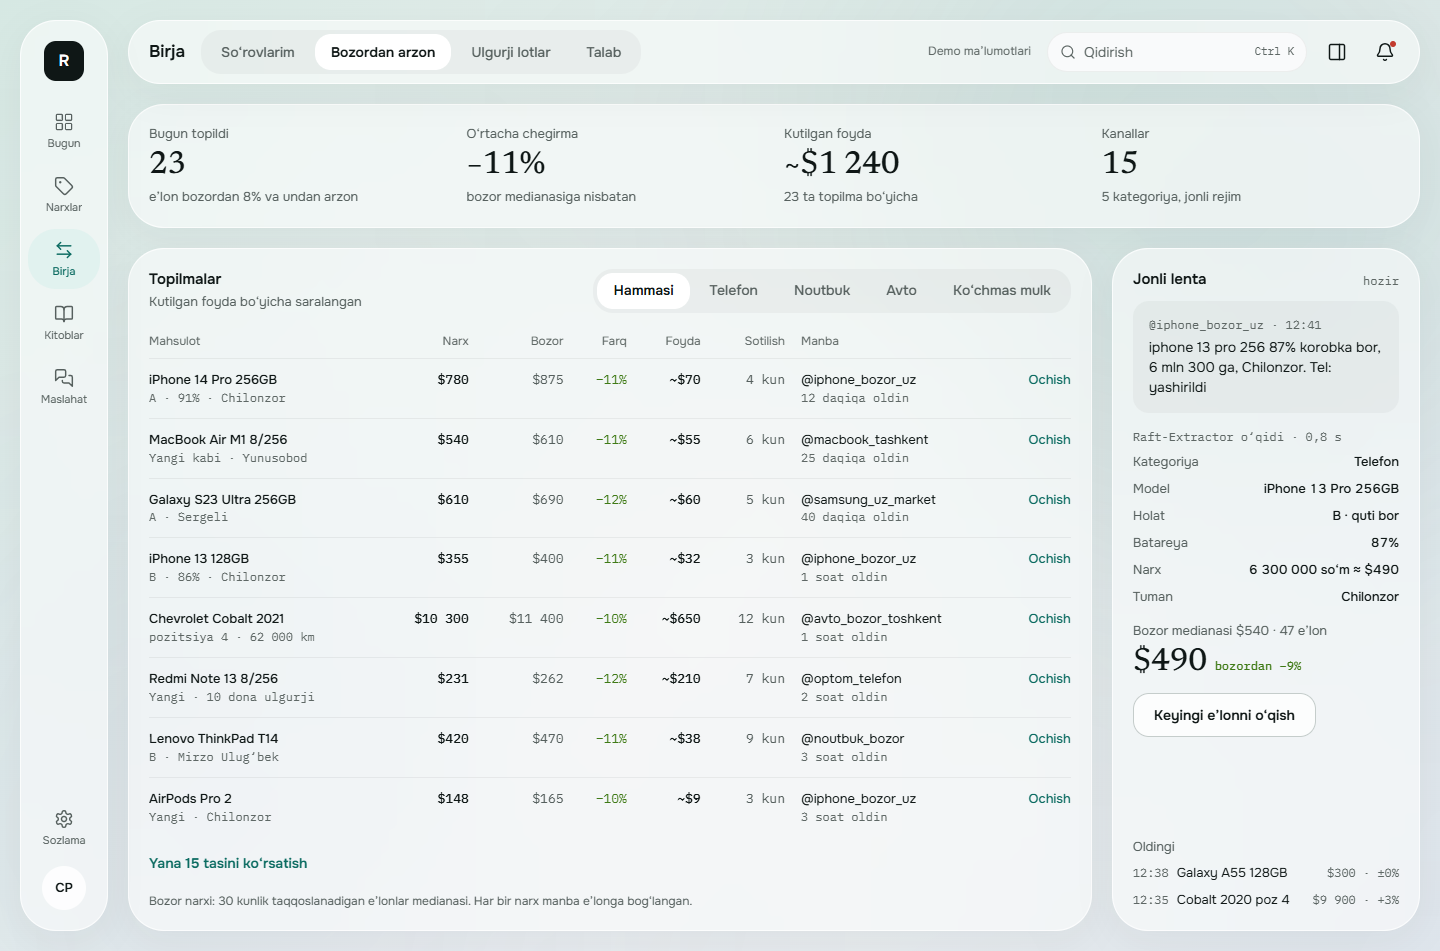 R
Bugun
Narxlar
Birja
Kitoblar
Maslahat
Sozlama
CP
Birja
So‘rovlarim
Bozordan arzon
Ulgurji lotlar
Talab
Demo ma’lumotlari
Qidirish
Ctrl K
Bugun topildi
23
e’lon bozordan 8% va undan arzon
O‘rtacha chegirma
−11%
bozor medianasiga nisbatan
Kutilgan foyda
~$1 240
23 ta topilma bo‘yicha
Kanallar
15
5 kategoriya, jonli rejim
Topilmalar
Kutilgan foyda bo‘yicha saralangan
Hammasi
Telefon
Noutbuk
Avto
Ko‘chmas mulk
Mahsulot Narx Bozor Farq Foyda Sotilish Manba
iPhone 14 Pro 256GB $780 $875 −11% ~$70 4 kun @iphone_bozor_uz Ochish
A · 91% · Chilonzor 12 daqiqa oldin
MacBook Air M1 8/256 $540 $610 −11% ~$55 6 kun @macbook_tashkent Ochish
Yangi kabi · Yunusobod 25 daqiqa oldin
Galaxy S23 Ultra 256GB $610 $690 −12% ~$60 5 kun @samsung_uz_market Ochish
A · Sergeli 40 daqiqa oldin
iPhone 13 128GB $355 $400 −11% ~$32 3 kun @iphone_bozor_uz Ochish
B · 86% · Chilonzor 1 soat oldin
Chevrolet Cobalt 2021 $10 300 $11 400 −10% ~$650 12 kun @avto_bozor_toshkent Ochish
pozitsiya 4 · 62 000 km 1 soat oldin
Redmi Note 13 8/256 $231 $262 −12% ~$210 7 kun @optom_telefon Ochish
Yangi · 10 dona ulgurji 2 soat oldin
Lenovo ThinkPad T14 $420 $470 −11% ~$38 9 kun @noutbuk_bozor Ochish
B · Mirzo Ulug‘bek 3 soat oldin
AirPods Pro 2 $148 $165 −10% ~$9 3 kun @iphone_bozor_uz Ochish
Yangi · Chilonzor 3 soat oldin
Yana 15 tasini ko‘rsatish
Bozor narxi: 30 kunlik taqqoslanadigan e’lonlar medianasi. Har bir narx manba e’longa bog‘langan.
Jonli lenta
hozir
@iphone_bozor_uz · 12:41
iphone 13 pro 256 87% korobka bor,
6 mln 300 ga, Chilonzor. Tel:
yashirildi
Raft-Extractor o‘qidi · 0,8 s
Kategoriya Telefon
Model iPhone 13 Pro 256GB
Holat B · quti bor
Batareya 87%
Narx 6 300 000 so‘m ≈ $490
Tuman Chilonzor
Bozor medianasi $540 · 47 e’lon
$490 bozordan −9%
Keyingi e’lonni o‘qish
Oldingi
12:38 Galaxy A55 128GB $300 · ±0%
12:35 Cobalt 2020 poz 4 $9 900 · +3%